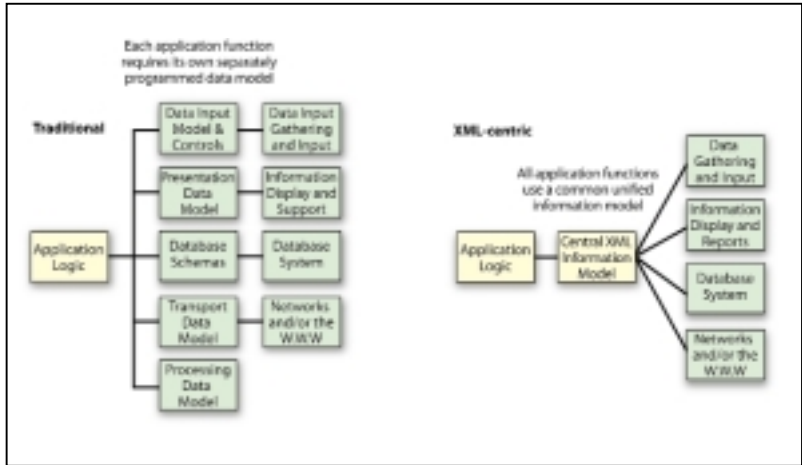 Each application function
requires its own separately
programmed data model
Traditional
Data Input
Model &
Controls
Data Input
Gathering
and Input
Presentation
Data
Model
Information
Display and
Support
Application
Logic
Database
Schemas
Database
System
Transport
Data
Model
Networks
and/or the
W.W.W
Processing
Data
Model
XML-centric
All application functions
use a common unified
information model
Application
Logic
Central XML
Information
Model
Data
Gathering
and Input
Information
Display and
Reports
Database
System
Networks
and/or the
W.W.W